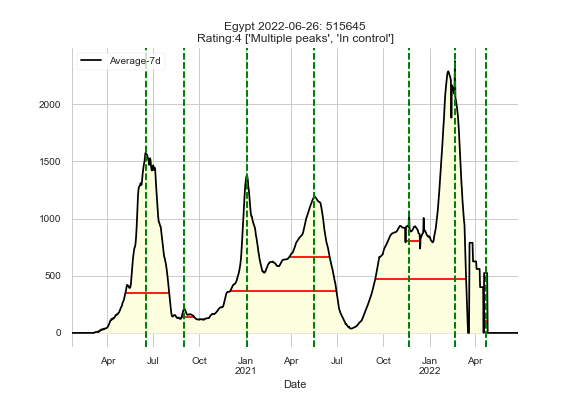 Egypt 2022-06-26: 515645
Rating:4 ['Multiple peaks', 'In control']
Average-7d
2000
1500
1000
500
0
Apr Jul Oct Jan Apr Jul Oct Jan Apr
2021 2022
Date